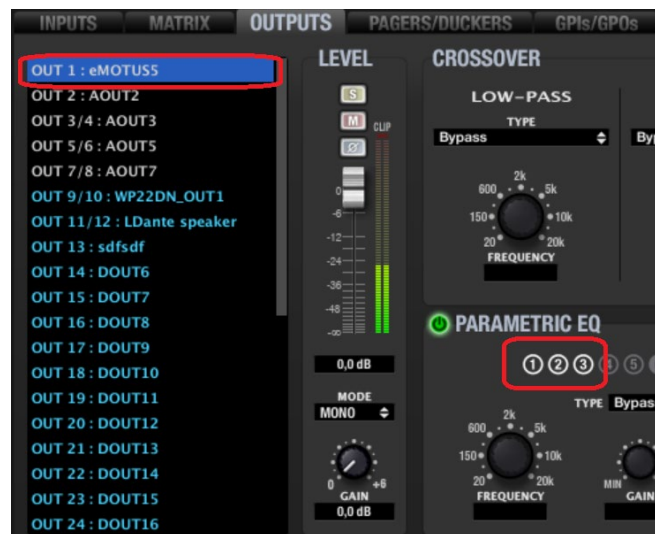 INPUTS MATRIX OUTPUTS PAGERS/DUCKERS GPIs/GPOs
OUT 1 : eMOTUS5
OUT 2 : AOUT2
OUT 3/4 : AOUT3
OUT 5/6 : AOUT5
OUT 7/8 : AOUT7
OUT 9/10 : WP22DN_OUT1
OUT 11/12 : LDante speaker
OUT 13 : sdfsdf
OUT 14 : DOUT6
OUT 15 : DOUT7
OUT 16 : DOUT8
OUT 17 : DOUT9
OUT 18 : DOUT10
OUT 19 : DOUT11
OUT 20 : DOUT12
OUT 21 : DOUT13
OUT 22 : DOUT14
OUT 23 : DOUT15
OUT 24 : DOUT16
LEVEL
S
M
CLIP
Ø
0
-6
-12
-24
-36
-48
-∞
0,0 dB
MODE
MONO
0 +6
GAIN
0,0 dB
CROSSOVER
LOW-PASS
TYPE
Bypass By
2k
600 5k
150 10k
20 20k
FREQUENCY
PARAMETRIC EQ
1 2 3 4 5
TYPE Bypas
2k
600 5k
150 10k
20 20k MIN
FREQUENCY GAIN